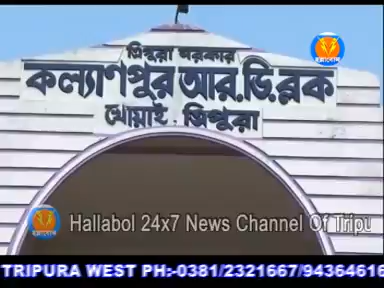 ত্রিপুরা সরকার
কল্যাণপুর আর.ডি.ব্লক
খোয়াই . ত্রিপুরা
হাল্লাবোল
Hallabol 24x7 News Channel Of Tripu
TRIPURA WEST PH:-0381/2321667/94364616